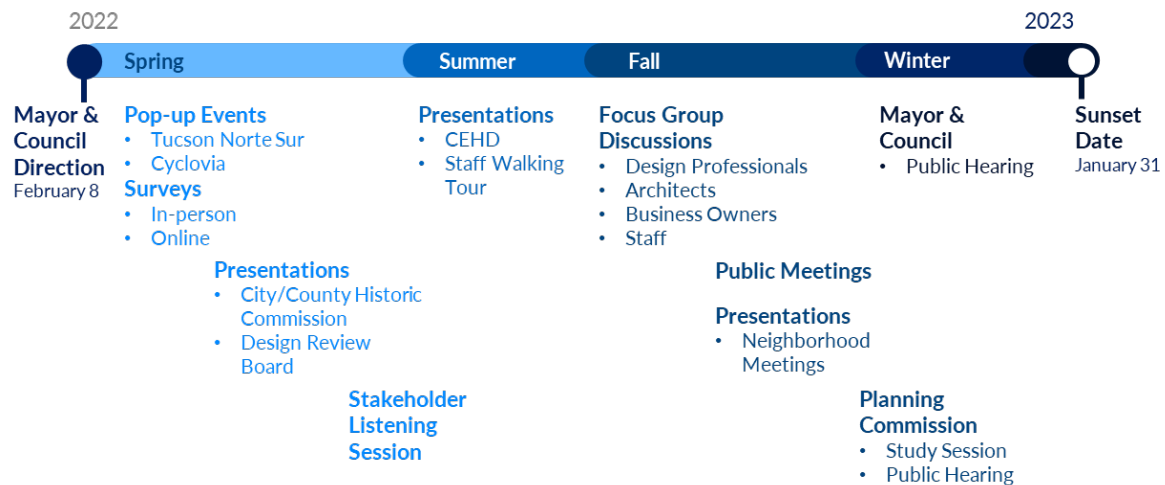 2022
2023
Spring
Summer
Fall
Winter
Mayor &
Council
Direction
February 8
Pop-up Events
• Tucson Norte Sur
• Cyclovia
Surveys
• In-person
• Online
Presentations
• City/County Historic
Commission
• Design Review
Board
Stakeholder
Listening
Session
Presentations
• CEHD
• Staff Walking
Tour
Focus Group
Discussions
• Design Professionals
• Architects
• Business Owners
• Staff
Public Meetings
Presentations
• Neighborhood
Meetings
Planning
Commission
• Study Session
• Public Hearing
Mayor &
Council
• Public Hearing
Sunset
Date
January 31